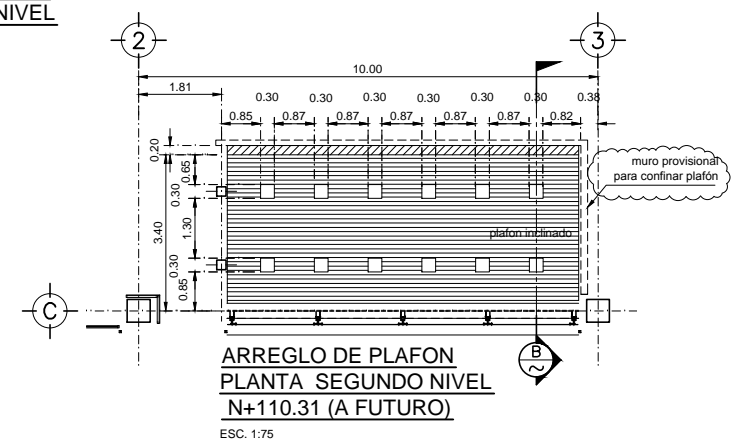 NIVEL
2
3
10.00
1.81
0.30 0.30 0.30 0.30 0.30 0.30 0.38
0.85 0.87 0.87 0.87 0.87 0.87 0.82
0.20
0.65
0.30
3.40
1.30
0.30
0.85
muro provisional
para confinar plafón
plafon inclinado
C
B
~
ARREGLO DE PLAFON
PLANTA SEGUNDO NIVEL
N+110.31 (A FUTURO)
ESC. 1:75